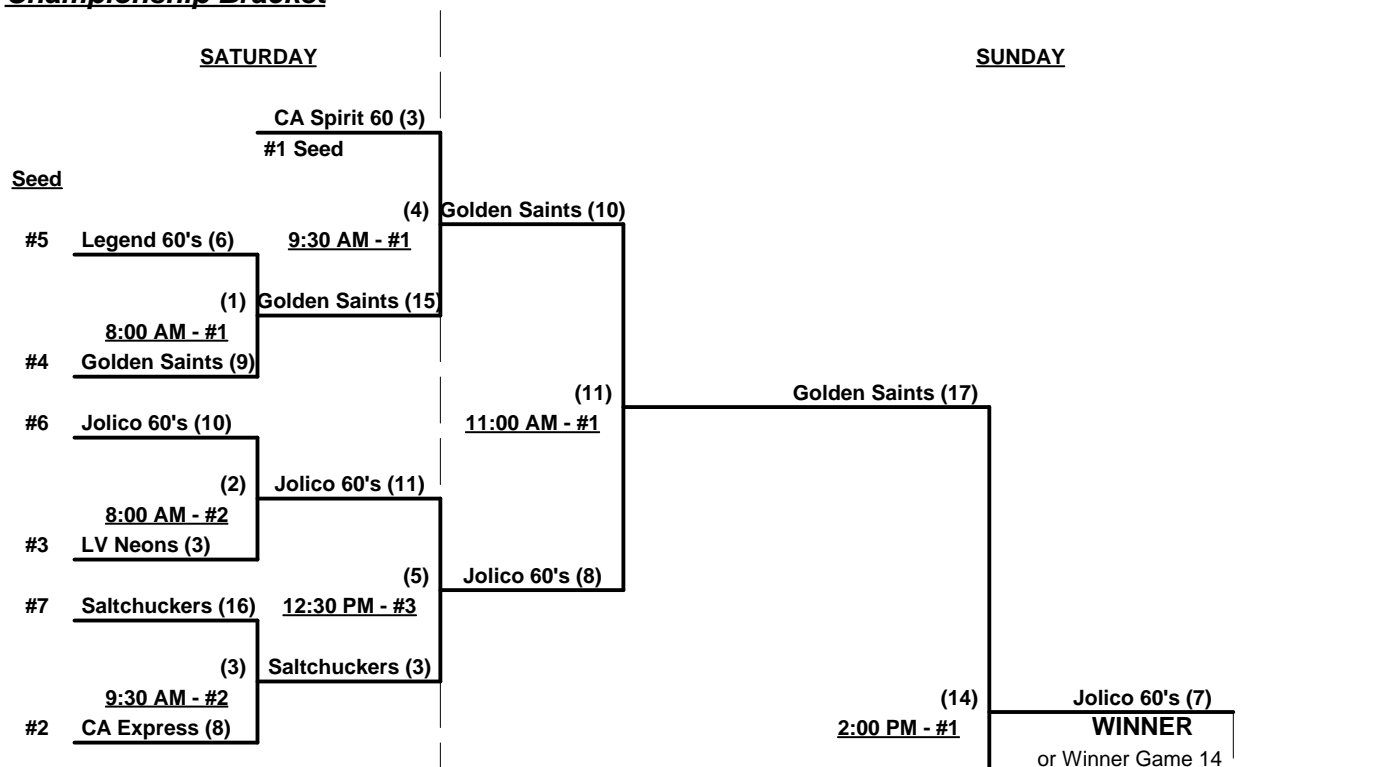 Championship Bracket
SATURDAY
SUNDAY
CA Spirit 60 (3)
#1 Seed
Seed
(4) Golden Saints (10)
#5 Legend 60's (6) 9:30 AM - #1
(1) Golden Saints (15)
8:00 AM - #1
#4 Golden Saints (9)
(11) Golden Saints (17)
#6 Jolico 60's (10) 11:00 AM - #1
(2) Jolico 60's (11)
8:00 AM - #2
#3 LV Neons (3)
(5) Jolico 60's (8)
#7 Saltchuckers (16) 12:30 PM - #3
(3) Saltchuckers (3)
9:30 AM - #2 (14) Jolico 60's (7)
#2 CA Express (8) 2:00 PM - #1 WINNER
or Winner Game 14